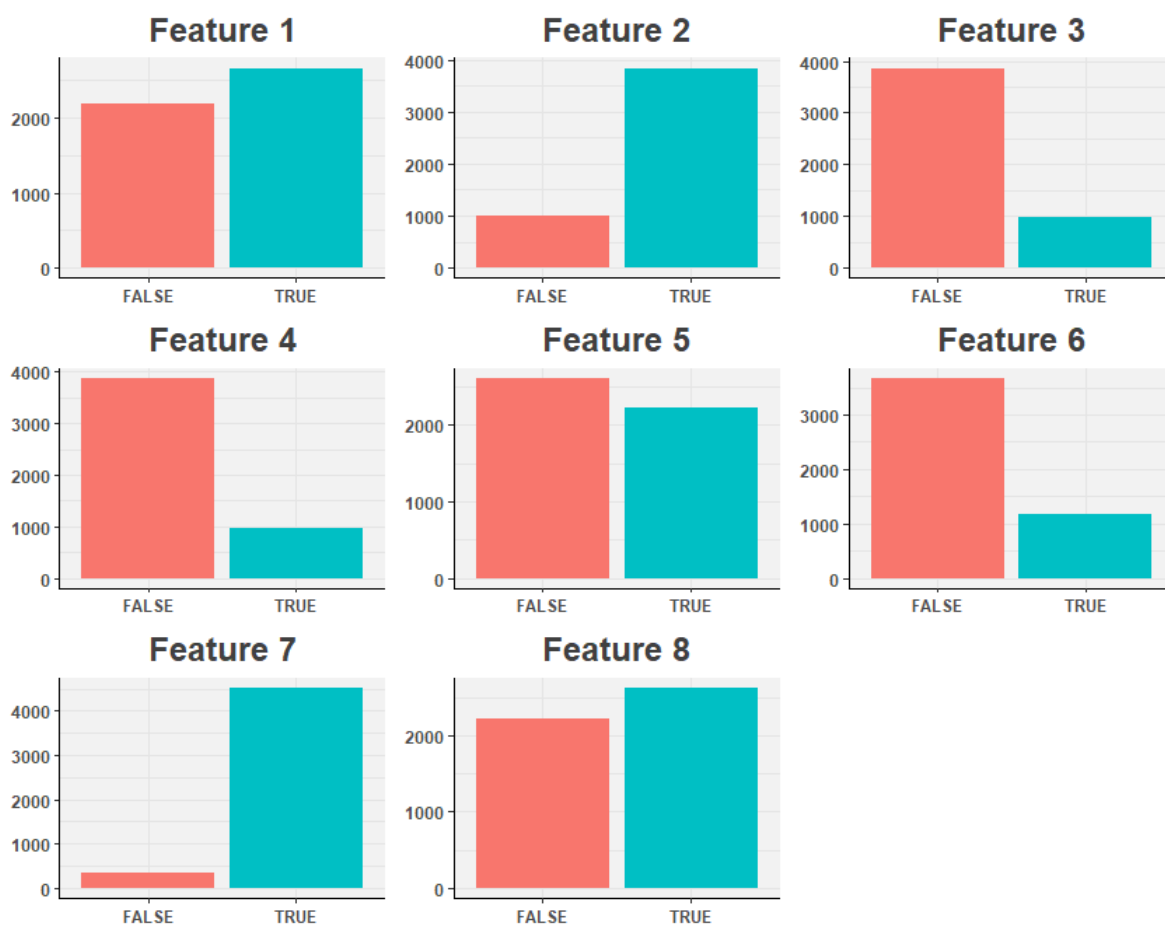 Feature 1
2000
1000
0
FALSE TRUE
Feature 2
4000
3000
2000
1000
0
FALSE TRUE
Feature 3
4000
3000
2000
1000
0
FALSE TRUE
Feature 4
4000
3000
2000
1000
0
FALSE TRUE
Feature 5
2000
1000
0
FALSE TRUE
Feature 6
3000
2000
1000
0
FALSE TRUE
Feature 7
4000
3000
2000
1000
0
FALSE TRUE
Feature 8
2000
1000
0
FALSE TRUE